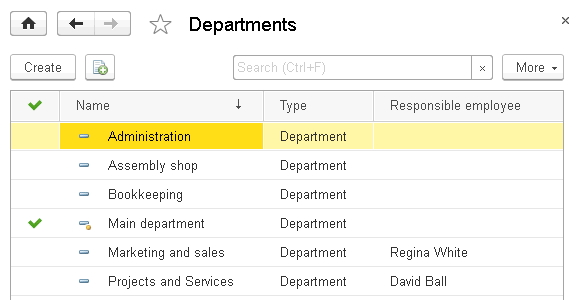 Departments
Create Search (Ctrl+F) × More
Name ↓ Type Responsible employee
Administration Department
Assembly shop Department
Bookkeeping Department
Main department Department
Marketing and sales Department Regina White
Projects and Services Department David Ball